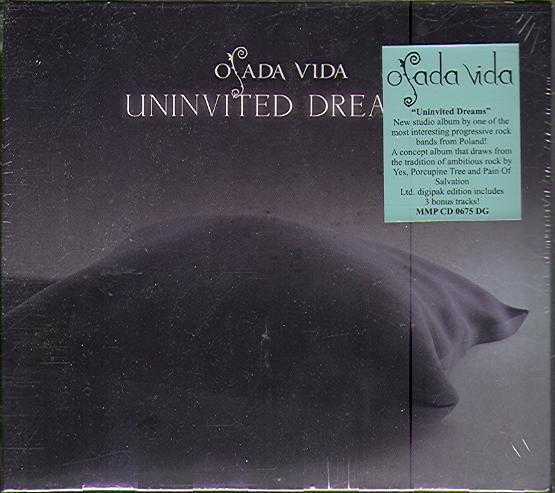 OSADA VIDA
UNINVITED DREA
Osada Vida
"Uninvited Dreams"
New studio album by one of the
most interesting progressive rock
bands from Poland!
A concept album that draws from
the tradition of ambitious rock by
Yes, Porcupine Tree and Pain Of
Salvation
Ltd. digipak edition includes
3 bonus tracks!
MMP CD 0675 DG